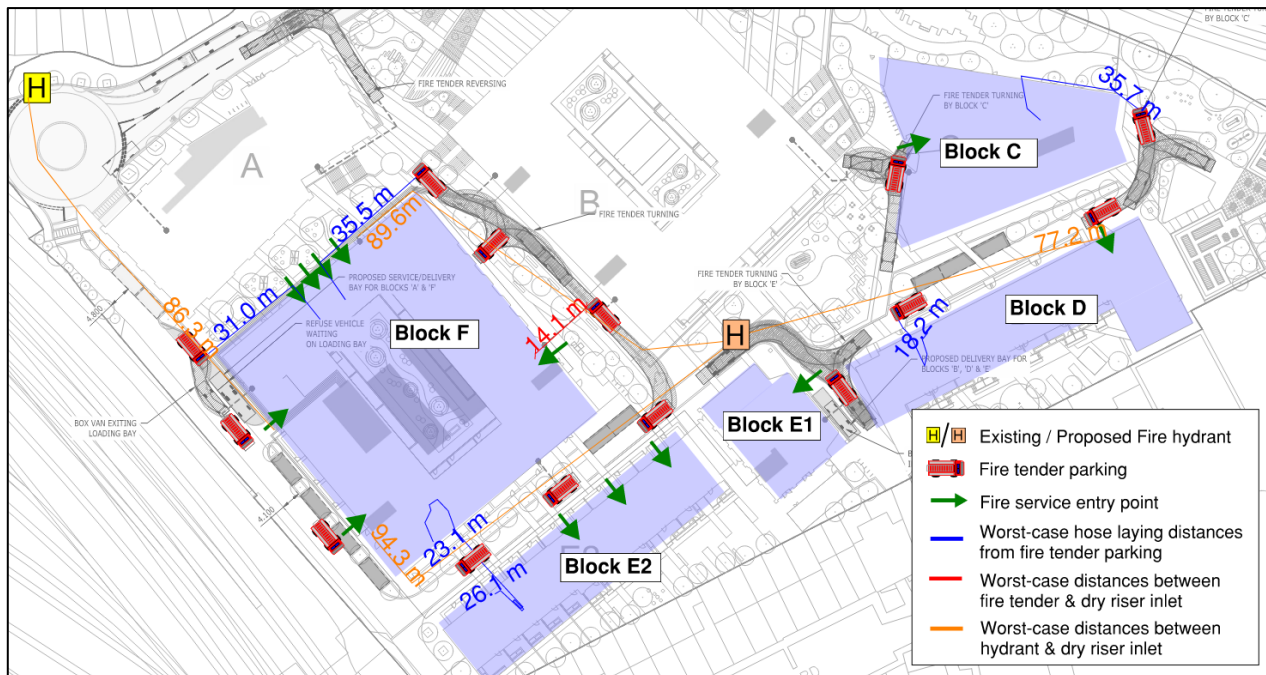 FIRE TENDER REVERSING
H
A
B
FIRE TENDER TURNING
BY BLOCK 'C'
BY BLOCK 'C'
35.7 m
Block C
FIRE TENDER TURNING
35.5 m
89.6m
77.2 m
PROPOSED SERVICE/DELIVERY
BAY FOR BLOCKS 'A' & 'F'
FIRE TENDER TURNING
BY BLOCK 'E'
4,800
86.3 m
31.0 m
REFUSE VEHICLE
WAITING
ON LOADING BAY
Block F
14.1 m
H
18.2 m
Block D
PROPOSED DELIVERY BAY FOR
BLOCKS 'B', 'D' & 'E'
BOX VAN EXITING
LOADING BAY
Block E1
4,100
94.3 m
23.1 m
26.1 m
Block E2
H/H Existing / Proposed Fire hydrant
Fire tender parking
Fire service entry point
Worst-case hose laying distances
from fire tender parking
Worst-case distances between
fire tender & dry riser inlet
Worst-case distances between
hydrant & dry riser inlet